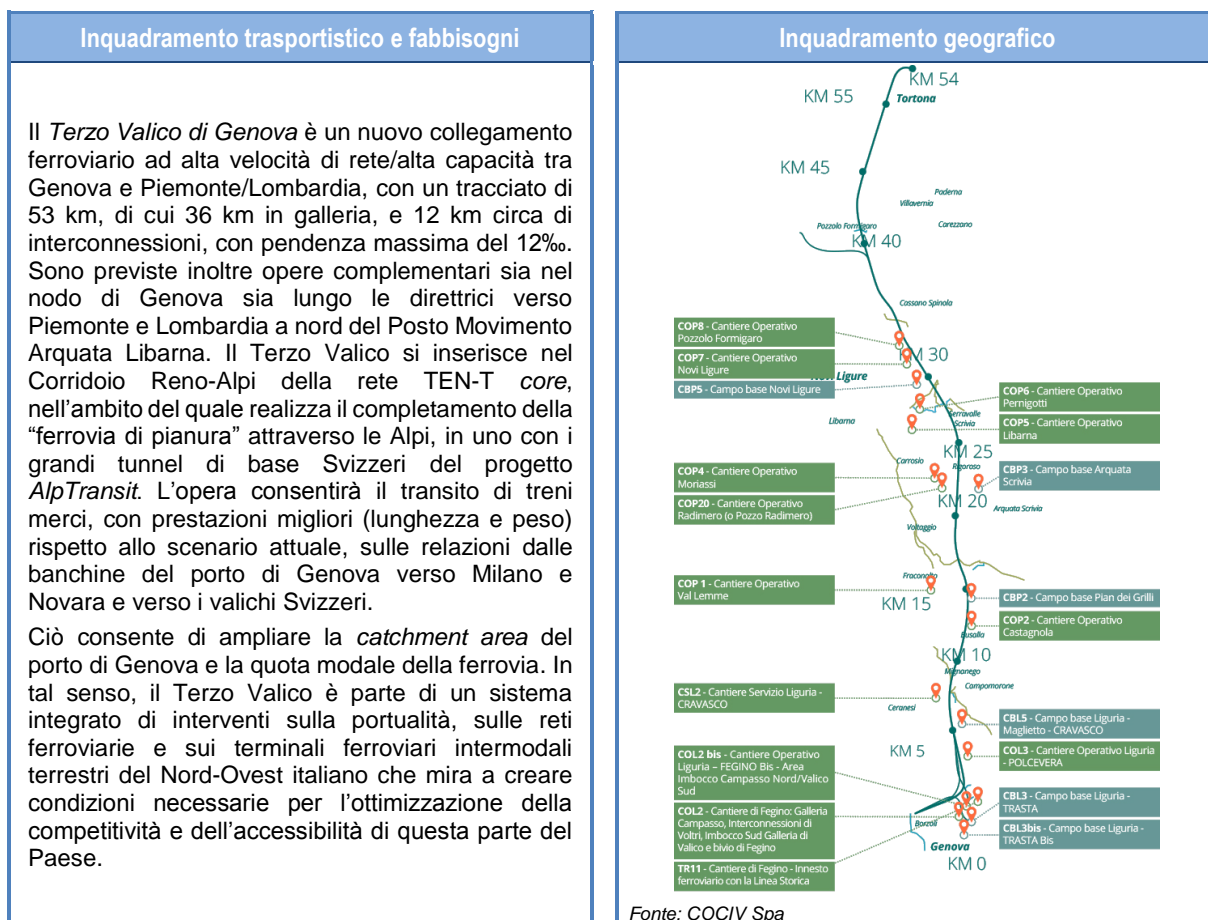 Inquadramento trasportistico e fabbisogni
Il Terzo Valico di Genova è un nuovo collegamento
ferroviario ad alta velocità di rete/alta capacità tra
Genova e Piemonte/Lombardia, con un tracciato di
53 km, di cui 36 km in galleria, e 12 km circa di
interconnessioni, con pendenza massima del 12‰.
Sono previste inoltre opere complementari sia nel
nodo di Genova sia lungo le direttrici verso
Piemonte e Lombardia a nord del Posto Movimento
Arquata Libarna. Il Terzo Valico si inserisce nel
Corridoio Reno-Alpi della rete TEN-T core,
nell’ambito del quale realizza il completamento della
“ferrovia di pianura” attraverso le Alpi, in uno con i
grandi tunnel di base Svizzeri del progetto
AlpTransit. L’opera consentirà il transito di treni
merci, con prestazioni migliori (lunghezza e peso)
rispetto allo scenario attuale, sulle relazioni dalle
banchine del porto di Genova verso Milano e
Novara e verso i valichi Svizzeri.
Ciò consente di ampliare la catchment area del
porto di Genova e la quota modale della ferrovia. In
tal senso, il Terzo Valico è parte di un sistema
integrato di interventi sulla portualità, sulle reti
ferroviarie e sui terminali ferroviari intermodali
terrestri del Nord-Ovest italiano che mira a creare
condizioni necessarie per l’ottimizzazione della
competitività e dell’accessibilità di questa parte del
Paese.
Inquadramento geografico
KM 54
KM 55
Tortona
KM 45
Paderna
Villavernia
Pozzolo Formigaro
Carezzano
KM 40
Cassano Spinola
COP8 - Cantiere Operativo
Pozzolo Formigaro
COP7 - Cantiere Operativo
Novi Ligure
KM 30
Novi Ligure
CBP5 - Campo base Novi Ligure
COP6 - Cantiere Operativo
Pernigotti
Serravalle
Scrivia
Libarna
COP5 - Cantiere Operativo
Libarna
KM 25
Carrosio
Rigoroso
COP4 - Cantiere Operativo
Moriassi
CBP3 - Campo base Arquata
Scrivia
COP20 - Cantiere Operativo
Radimero (o Pozzo Radimero)
KM 20
Arquata Scrivia
Voltaggio
Fraconalto
COP 1 - Cantiere Operativo
Val Lemme
KM 15
CBP2 - Campo base Pian dei Grilli
COP2 - Cantiere Operativo
Castagnola
Busalla
KM 10
Mignanego
Campomorone
CSL2 - Cantiere Servizio Liguria -
CRAVASCO
Ceranesi
CBL5 - Campo base Liguria -
Maglietto - CRAVASCO
KM 5
COL3 - Cantiere Operativo Liguria
- POLCEVERA
COL2 bis - Cantiere Operativo
Liguria – FEGINO Bis - Area
Imbocco Campasso Nord/Valico
Sud
CBL3 - Campo base Liguria -
TRASTA
COL2 - Cantiere di Fegino: Galleria
Campasso, Interconnessioni di
Voltri, Imbocco Sud Galleria di
Valico e bivio di Fegino
CBL3bis - Campo base Liguria -
TRASTA Bis
Borzoli
Genova
KM 0
TR11 - Cantiere di Fegino - Innesto
ferroviario con la Linea Storica
Fonte: COCIV Spa